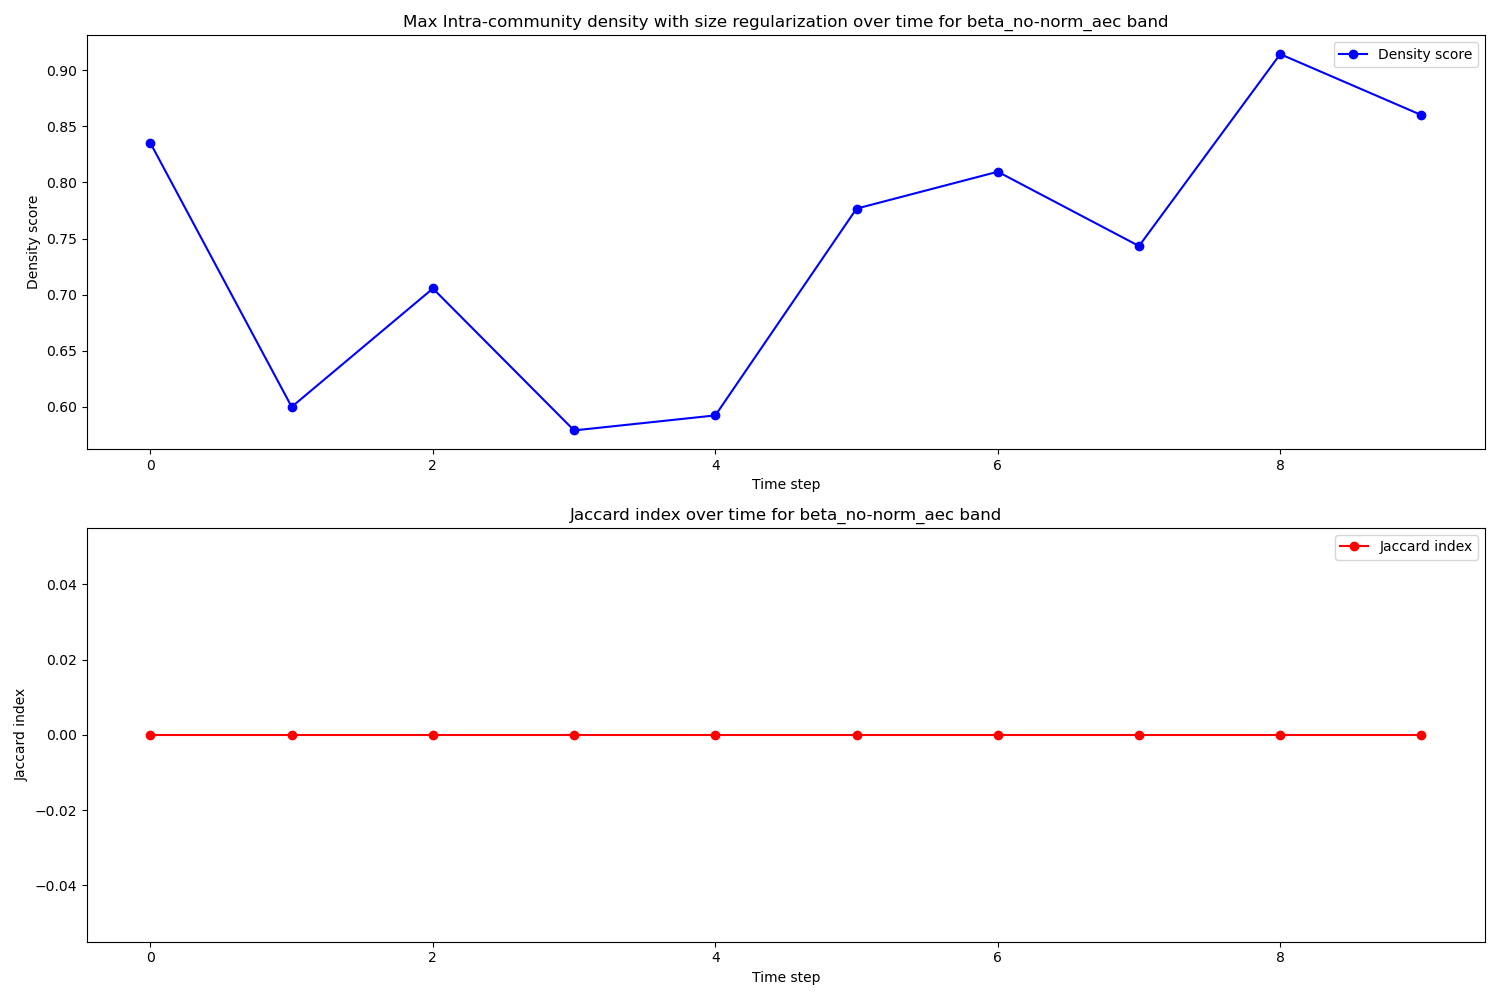 Max Intra-community density with size regularization over time for beta_no-norm_aec band
Density score
0.90
0.85
0.80
0.75
0.70
0.65
0.60
Density score
0 2 4 6 8
Time step
Jaccard index over time for beta_no-norm_aec band
Jaccard index
0.04
0.02
0.00
−0.02
−0.04
Jaccard index
0 2 4 6 8
Time step